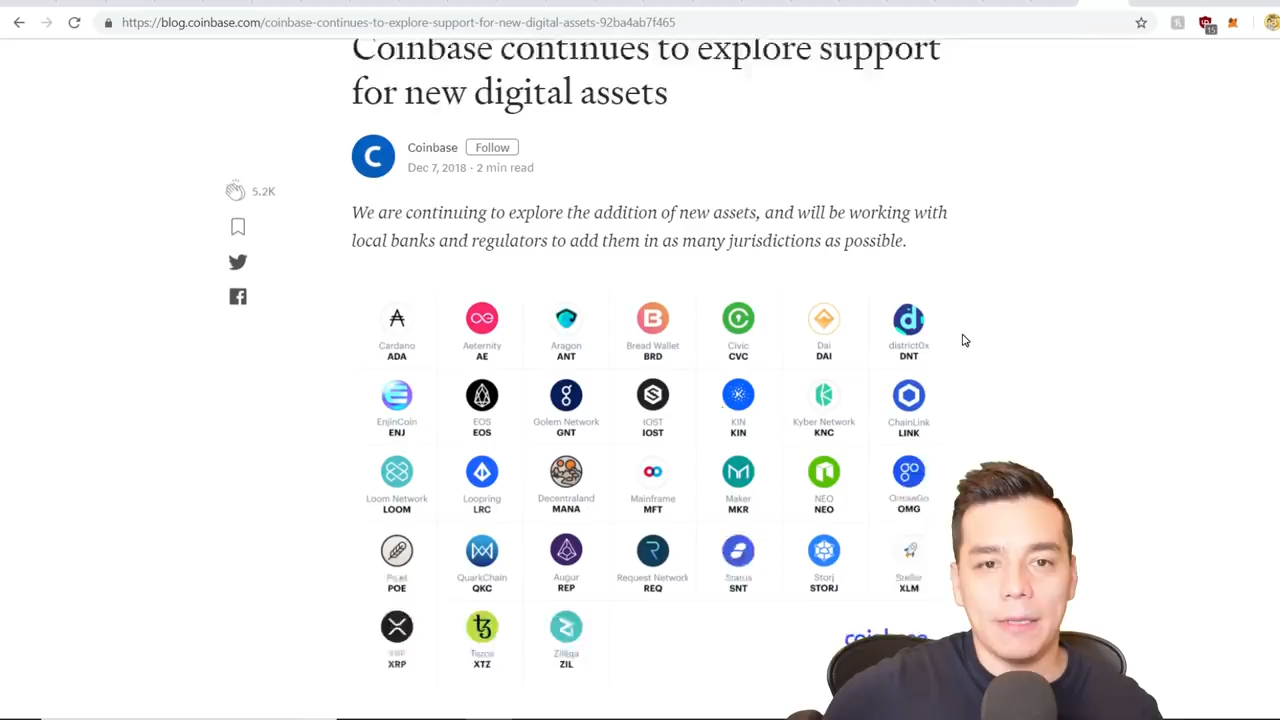 https://blog.coinbase.com/coinbase-continues-to-explore-support-for-new-digital-assets-92ba4ab7f465
15
Coinbase continues to explore support
for new digital assets
C
Coinbase Follow
Dec 7, 2018 · 2 min read
5.2K
We are continuing to explore the addition of new assets, and will be working with
local banks and regulators to add them in as many jurisdictions as possible.
Cardano Aeternity Aragon Bread Wallet Civic Dai district0x
ADA AE ANT BRD CVC DAI DNT
EnjinCoin EOS Golem Network IOST KIN Kyber Network ChainLink
ENJ EOS GNT IOST KIN KNC LINK
Loom Network Loopring Decentraland Mainframe Maker NEO OmiseGo
LOOM LRC MANA MFT MKR NEO OMG
QuarkChain Augur Request Network Status Storj Stellar
POE QKC REP REQ SNT STORJ XLM
XRP Tezos Zilliqa
XRP XTZ ZIL
coinbase